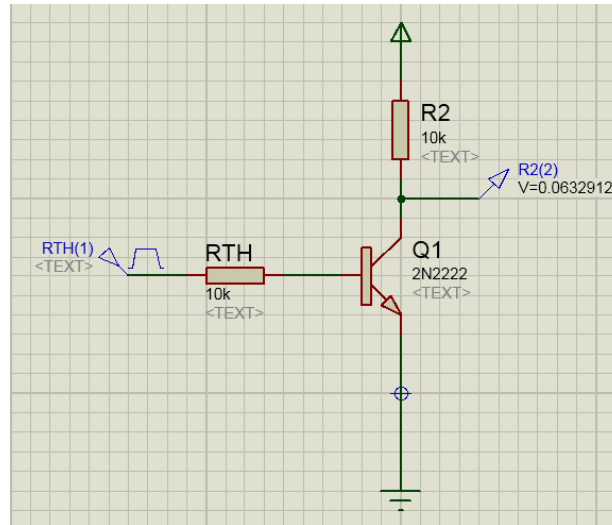 R2
10k
<TEXT>
R2(2)
V=0.0632912
RTH(1)
<TEXT>
RTH
10k
<TEXT>
Q1
2N2222
<TEXT>